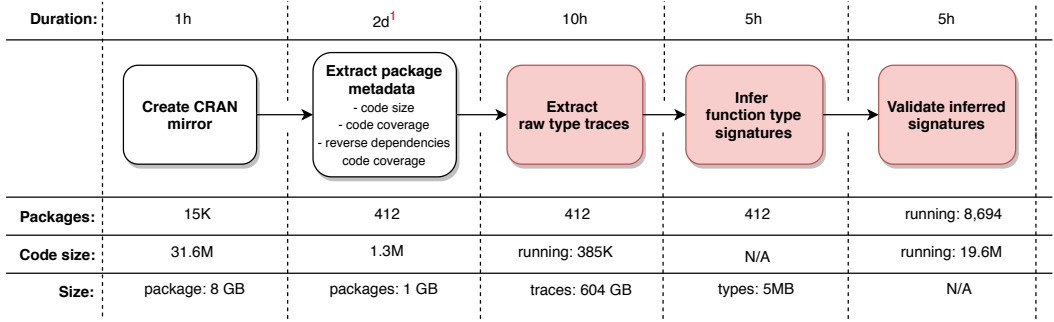 Duration: 1h 2d1 10h 5h 5h
Create CRAN
mirror
Extract package
metadata
- code size
- code coverage
- reverse dependencies
code coverage
Extract
raw type traces
Infer
function type
signatures
Validate inferred
signatures
Packages: 15K 412 412 412 running: 8,694
Code size: 31.6M 1.3M running: 385K N/A running: 19.6M
Size: package: 8 GB packages: 1 GB traces: 604 GB types: 5MB N/A